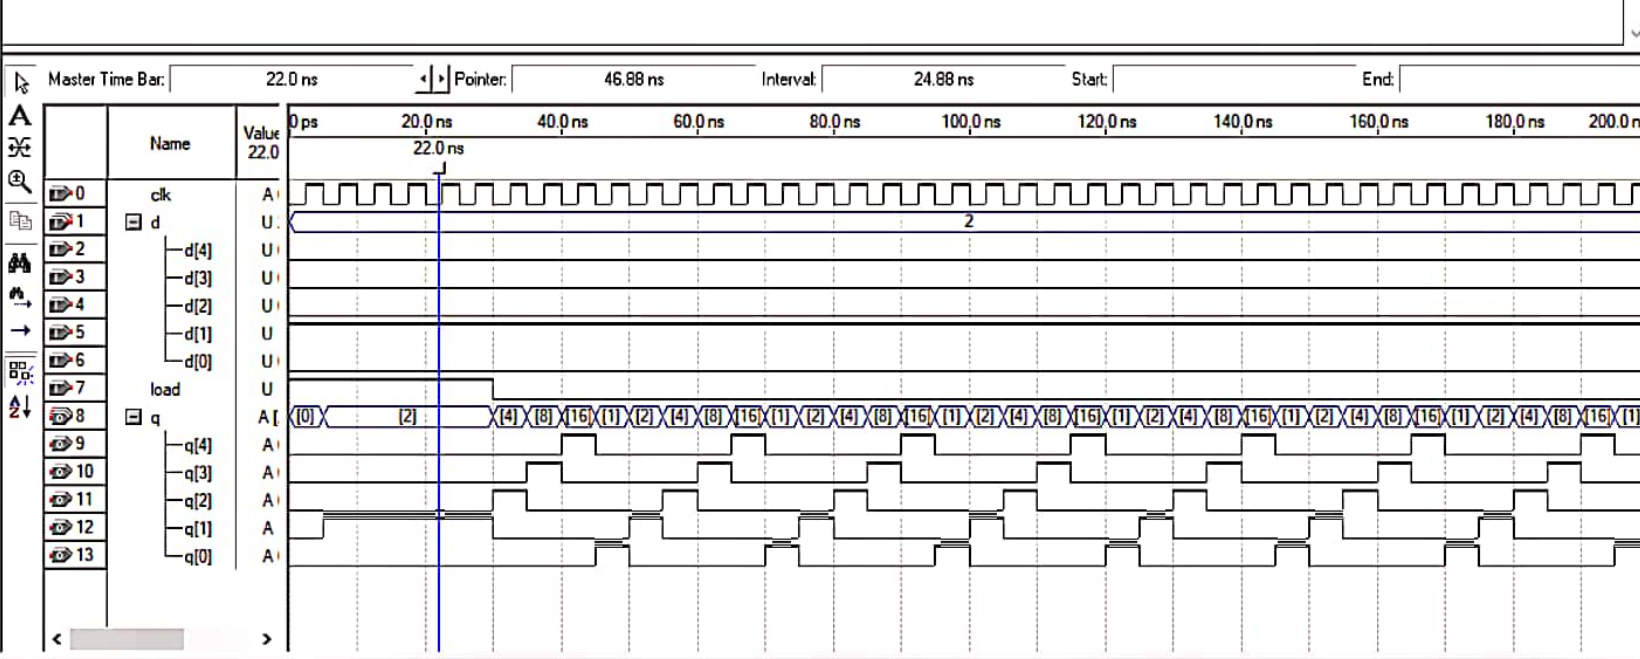 Master Time Bar: 22.0 ns Pointer: 46.88 ns Interval: 24.88 ns Start: End:
Name Value 22.0
0 ps 20.0 ns 40.0 ns 60.0 ns 80.0 ns 100.0 ns 120.0 ns 140.0 ns 160.0 ns 180.0 ns 200.0 n
22.0 ns
0 clk A
1 d U 2
2 d[4] U
3 d[3] U
4 d[2] U
5 d[1] U
6 d[0] U
7 load U
8 q A [ [0] [2] [4] [8] [16] [1] [2] [4] [8] [16] [1] [2] [4] [8] [16] [1] [2] [4] [8] [16] [1] [2] [4] [8] [16] [1] [2] [4] [8] [16] [1] [2] [4] [8] [16] [1]
9 q[4] A
10 q[3] A
11 q[2] A
12 q[1] A
13 q[0] A